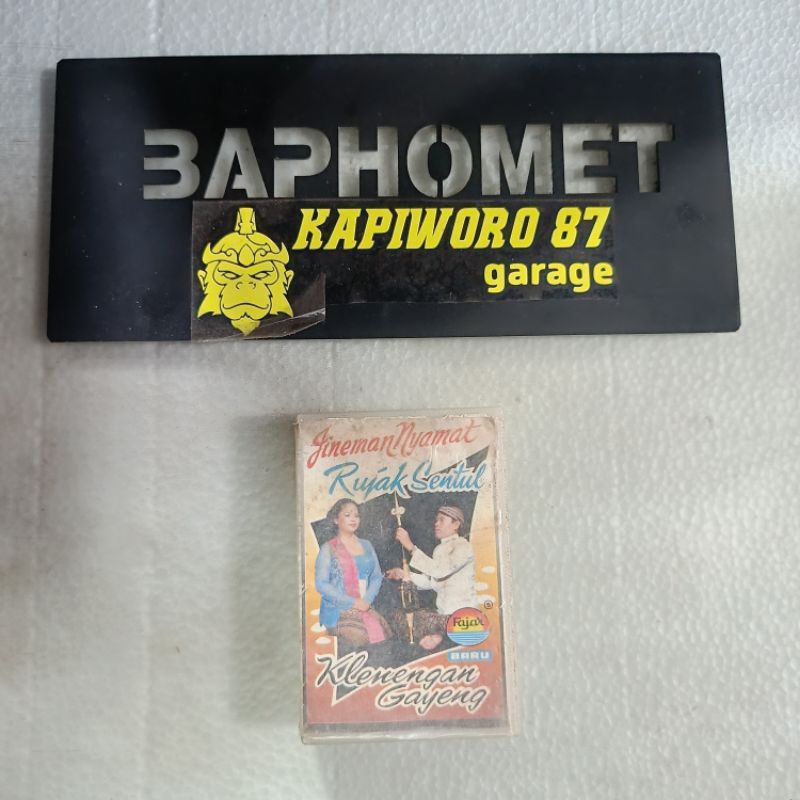 BAPHOMET
KAPIWORO 87
garage
Jineman Nyamat
Rujak Sentul
Fajar
BARU
Klenengan
Gayeng